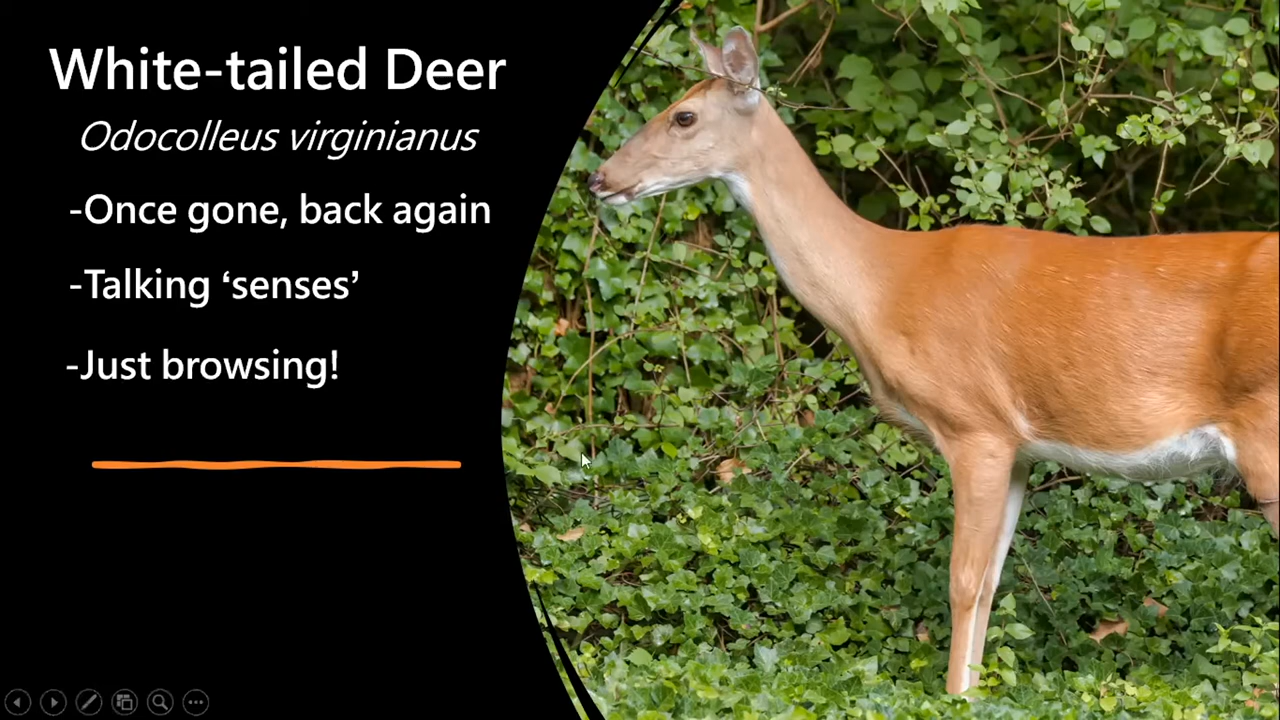 White-tailed Deer
Odocolleus virginianus
-Once gone, back again
-Talking ‘senses’
-Just browsing!